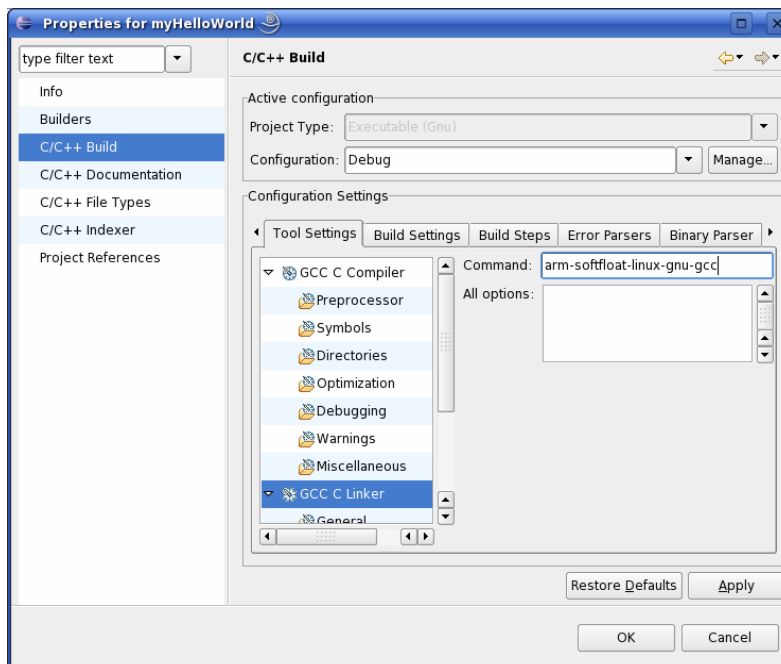 Properties for myHelloWorld
type filter text
Info
Builders
C/C++ Build
C/C++ Documentation
C/C++ File Types
C/C++ Indexer
Project References
C/C++ Build
Active configuration
Project Type: Executable (Gnu)
Configuration: Debug Manage...
Configuration Settings
Tool Settings Build Settings Build Steps Error Parsers Binary Parser
GCC C Compiler
Preprocessor
Symbols
Directories
Optimization
Debugging
Warnings
Miscellaneous
GCC C Linker
General
Command: arm-softfloat-linux-gnu-gcc
All options:
Restore Defaults Apply
OK Cancel